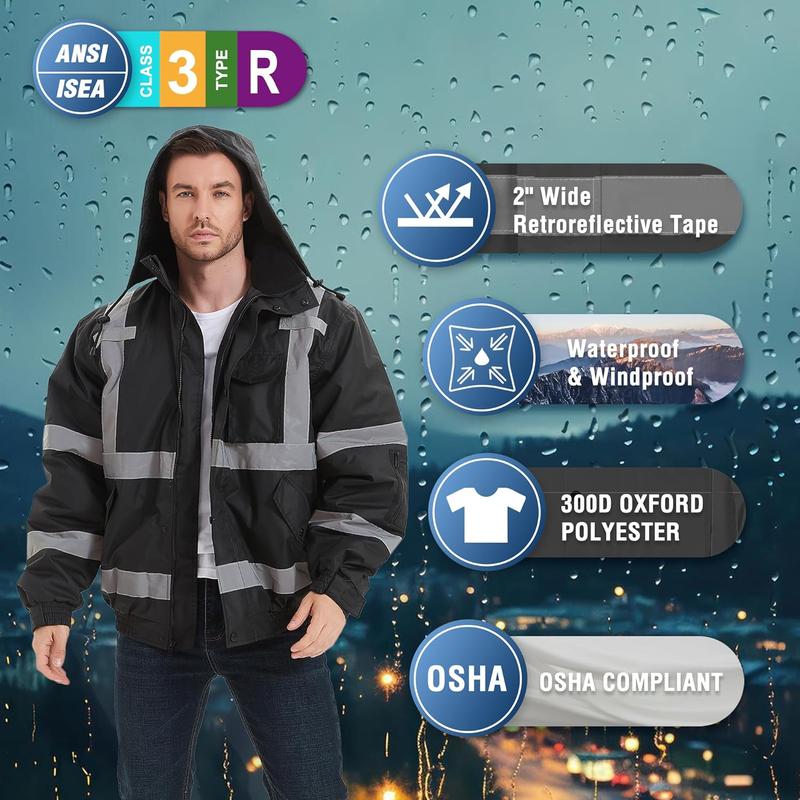 ANSI
ISEA
CLASS
3
TYPE
R
2" Wide
Retroreflective Tape
Waterproof
& Windproof
300D OXFORD
POLYESTER
OSHA
OSHA COMPLIANT